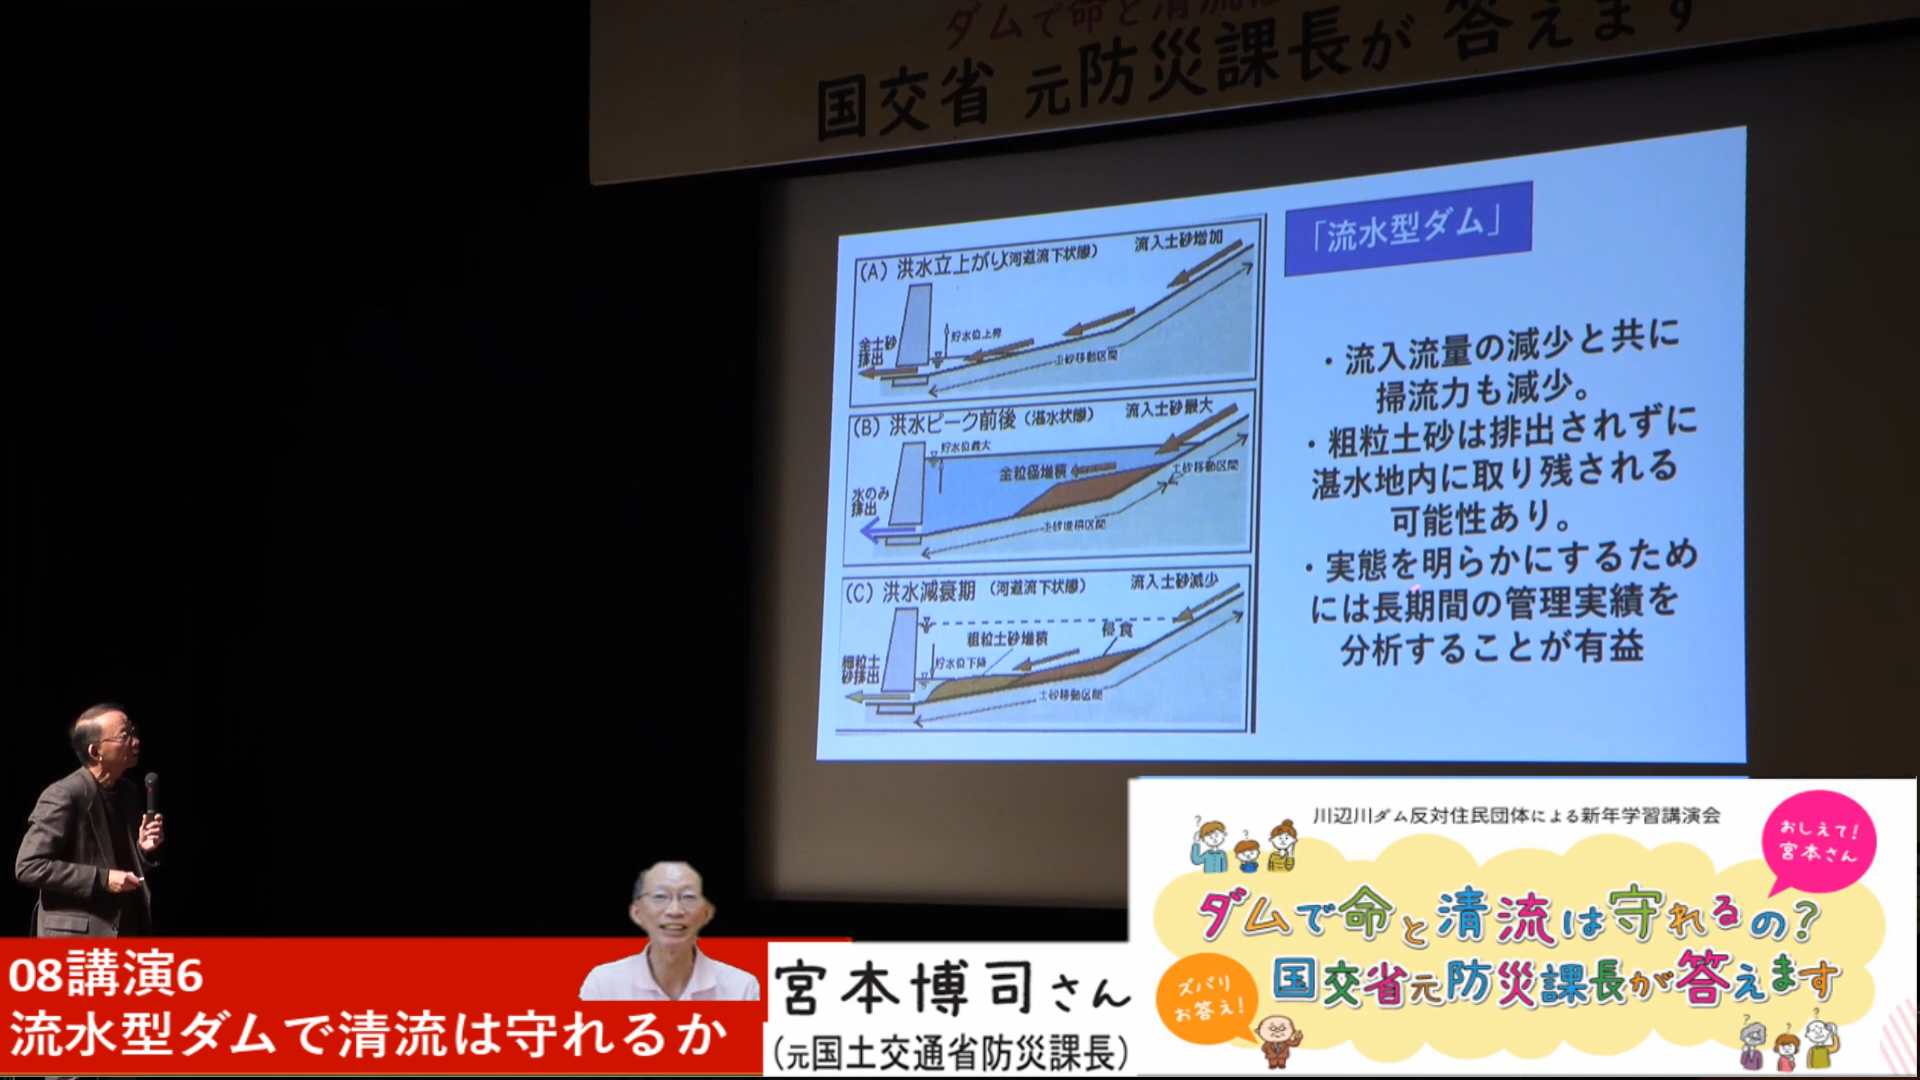 ダムで命と清流は
国交省 元防災課長が 答えます
「流水型ダム」
(A) 洪水立上がり(河道流下状態)
流入土砂増加
貯水位上昇
全土砂
排出
土砂移動区間
(B) 洪水ピーク前後 (湛水状態)
流入土砂最大
貯水位最大
全粒径堆積
土砂移動区間
水のみ
排出
土砂堆積区間
(C) 洪水減衰期 (河道流下状態)
流入土砂減少
粗粒土砂堆積
侵食
細粒土
砂排出
貯水位下降
土砂移動区間
・流入流量の減少と共に
掃流力も減少。
・粗粒土砂は排出されずに
湛水地内に取り残される
可能性あり。
・実態を明らかにするため
には長期間の管理実績を
分析することが有益
08講演6
流水型ダムで清流は守れるか
宮本博司さん
(元国土交通省防災課長)
川辺川ダム反対住民団体による新年学習講演会
おしえて!
宮本さん
ダムで命と清流は守れるの?
国交省元防災課長が答えます
ズバリ
お答え!